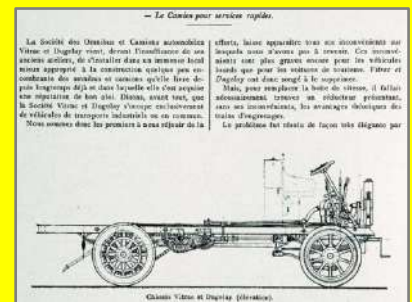 — Le Camion pour services rapides.
La Société des Omnibus et Camions automobiles
Vitrac et Dugelay vient, devant l'insuffisance de ses
anciens ateliers, de s'installer dans un immense local
mieux approprié à la construction quelque peu en-
combrante des omnibus et camions qu'elle livre de-
puis longtemps déjà et dans laquelle elle s'est acquise
une réputation de bon aloi. Disons, avant tout, que
la Société Vitrac et Dugelay s'occupe exclusivement
de véhicules de transports industriels ou en commun.
Nous sommes donc les premiers à nous réjouir de la
efforts, laisse apparaître tous ses inconvénients sur
lesquels nous n'avons pas à revenir. Ces inconvé-
nients sont plus graves encore pour les véhicules
lourds que pour les voitures de tourisme. Vitrac et
Dugelay ont donc songé à le supprimer.
Mais, pour remplacer la boîte de vitesse, il fallait
nécessairement trouver un réducteur présentant,
sans ses inconvénients, les avantages théoriques des
trains d'engrenages.
Le problème fut résolu de façon très élégante par
Châssis Vitrac et Dugelay (élévation).